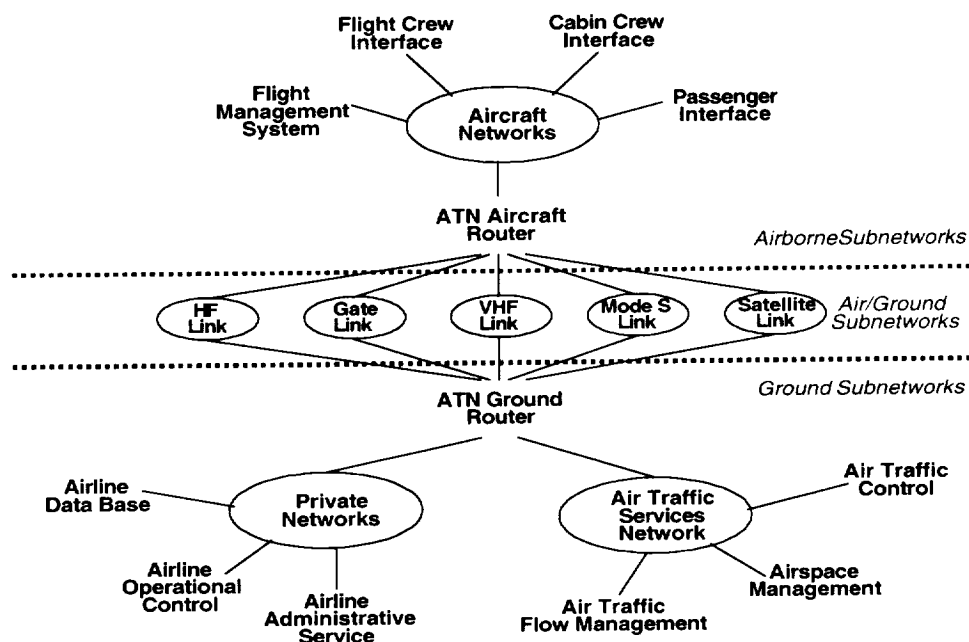 Flight Crew
Interface
Cabin Crew
Interface
Flight
Management
System
Aircraft
Networks
Passenger
Interface
ATN Aircraft
Router
AirborneSubnetworks
HF
Link
Gate
Link
VHF
Link
Mode S
Link
Satellite
Link
Air/Ground
Subnetworks
Ground Subnetworks
ATN Ground
Router
Airline
Data Base
Private
Networks
Air Traffic
Services
Network
Air Traffic
Control
Airline
Operational
Control
Airline
Administrative
Service
Air Traffic
Flow Management
Airspace
Management